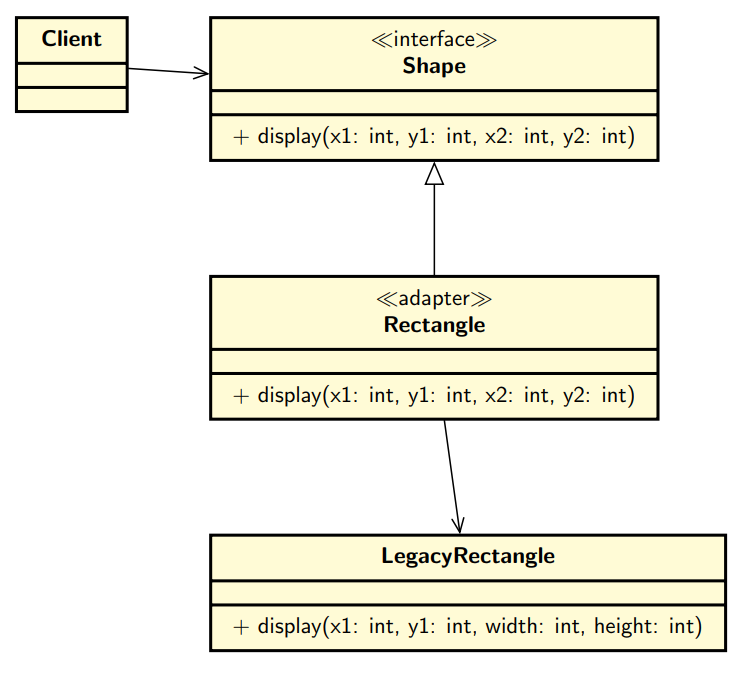 Client
≪interface≫
Shape
+ display(x1: int, y1: int, x2: int, y2: int)
≪adapter≫
Rectangle
+ display(x1: int, y1: int, x2: int, y2: int)
LegacyRectangle
+ display(x1: int, y1: int, width: int, height: int)